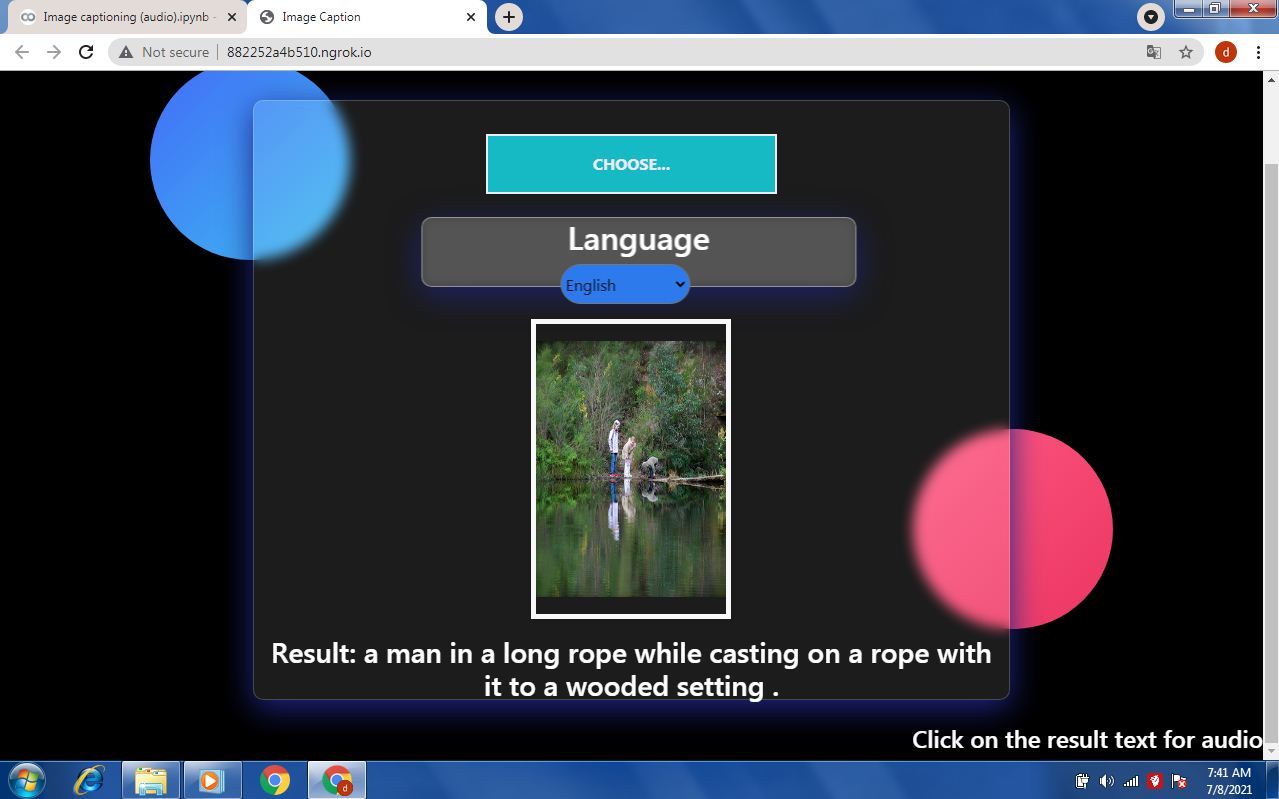 Image captioning (audio).ipynb -
Image Caption
Not secure
882252a4b510.ngrok.io
d
CHOOSE...
Language
English
Result: a man in a long rope while casting on a rope with
it to a wooded setting .
Click on the result text for audio
d
7:41 AM
7/8/2021